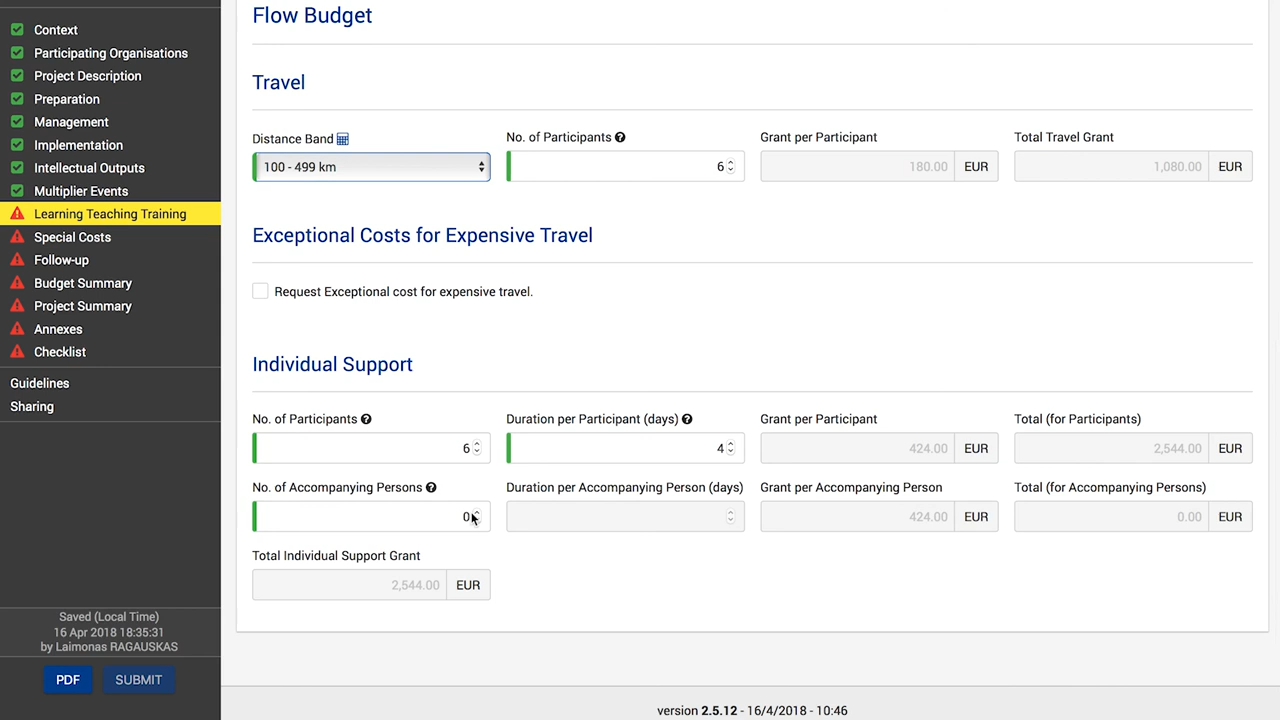 Context
Participating Organisations
Project Description
Preparation
Management
Implementation
Intellectual Outputs
Multiplier Events
Learning Teaching Training
Special Costs
Follow-up
Budget Summary
Project Summary
Annexes
Checklist
Guidelines
Sharing
Saved (Local Time)
16 Apr 2018 18:35:31
by Laimonas RAGAUSKAS
PDF SUBMIT
Flow Budget
Travel
Distance Band No. of Participants Grant per Participant Total Travel Grant
100 - 499 km 6 180.00 EUR 1,080.00 EUR
Exceptional Costs for Expensive Travel
Request Exceptional cost for expensive travel.
Individual Support
No. of Participants Duration per Participant (days) Grant per Participant Total (for Participants)
6 4 424.00 EUR 2,544.00 EUR
No. of Accompanying Persons Duration per Accompanying Person (days) Grant per Accompanying Person Total (for Accompanying Persons)
0 424.00 EUR 0.00 EUR
Total Individual Support Grant
2,544.00 EUR
version 2.5.12 - 16/4/2018 - 10:46